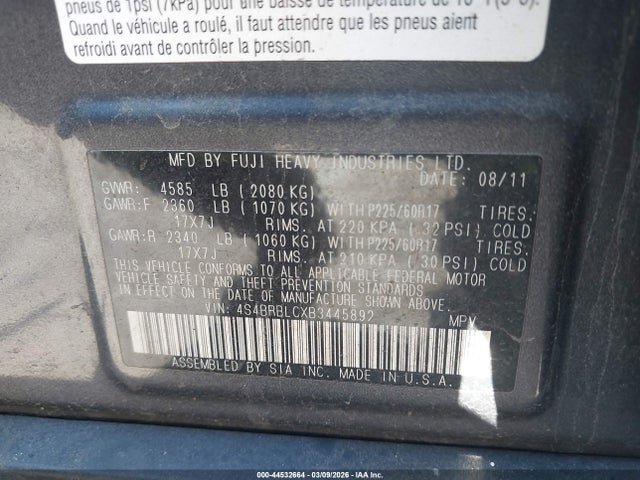 pneus de 1psi (7kPa) pour une baisse de température de
Quand le véhicule a roulé, il faut attendre que les pneus aient
refroidi avant de contrôler la pression.
MFD BY FUJI HEAVY INDUSTRIES LTD.
DATE: 08/11
GVWR: 4585 LB ( 2080 KG)
GAWR:F 2360 LB ( 1070 KG) WITH P225/60R17 TIRES.
17X7J RIMS. AT 220 KPA ( 32 PSI) COLD
GAWR:R 2340 LB ( 1060 KG) WITH P225/60R17 TIRES.
17X7J RIMS. AT 210 KPA ( 30 PSI) COLD
THIS VEHICLE CONFORMS TO ALL APPLICABLE FEDERAL MOTOR
VEHICLE SAFETY AND THEFT PREVENTION STANDARDS IN EFFECT
ON THE DATE OF MANUFACTURE SHOWN ABOVE.
VIN: 4S4BRBLCXB3445892 MPV
ASSEMBLED BY SIA INC. MADE IN U.S.A.
000-44532664 - 03/09/2026 - IAA Inc.